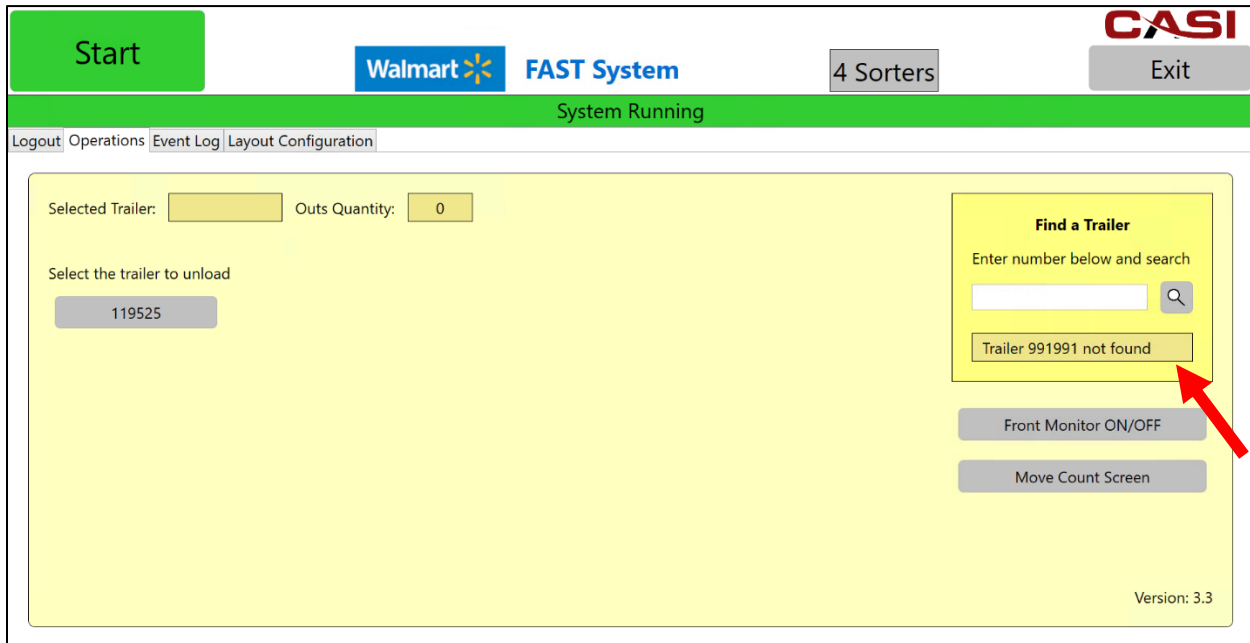 Start
Walmart
FAST System
4 Sorters
CASI
Exit
System Running
Logout Operations Event Log Layout Configuration
Selected Trailer: Outs Quantity: 0
Select the trailer to unload
119525
Find a Trailer
Enter number below and search
Trailer 991991 not found
Front Monitor ON/OFF
Move Count Screen
Version: 3.3